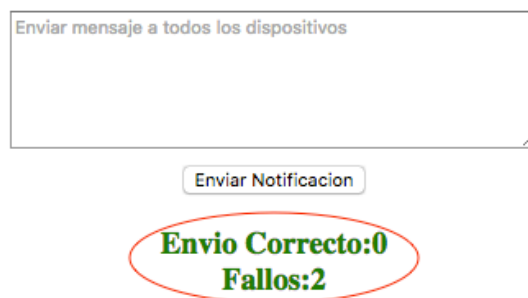 Enviar mensaje a todos los dispositivos
Enviar Notificacion
Envio Correcto:0
Fallos:2